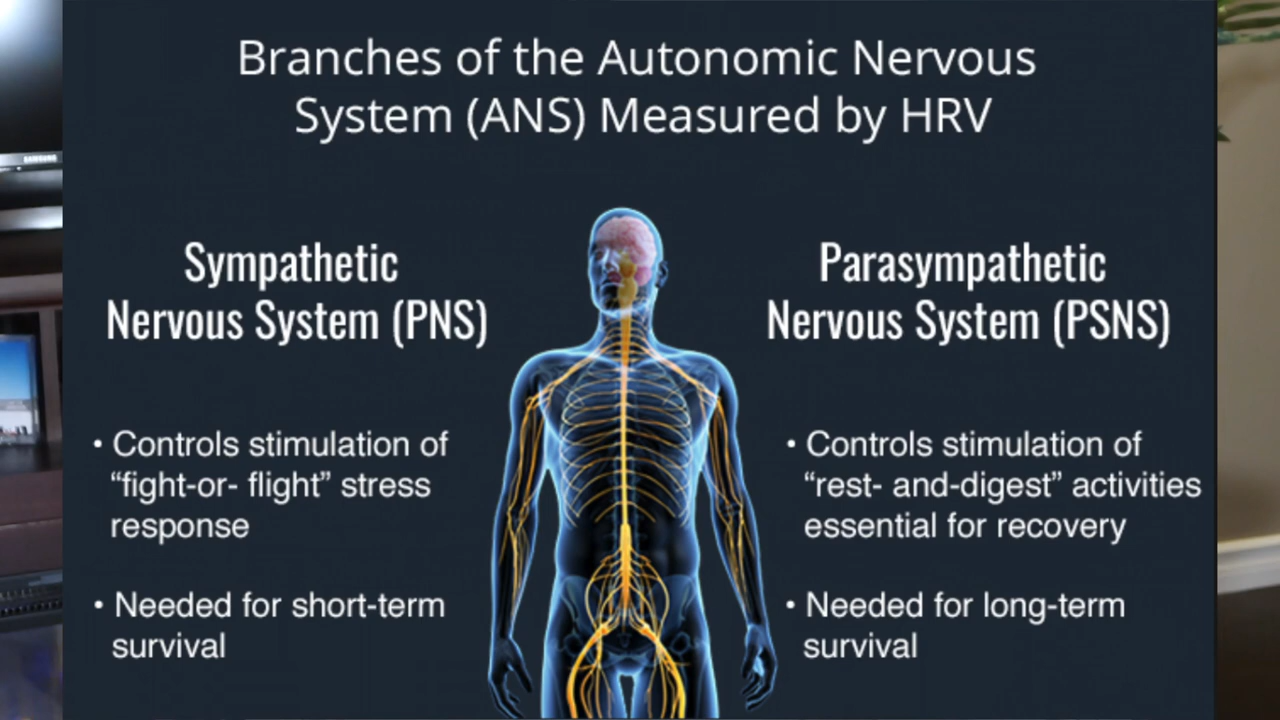 Branches of the Autonomic Nervous
System (ANS) Measured by HRV
SAMSUNG
Sympathetic
Nervous System (PNS)
• Controls stimulation of
“fight-or- flight” stress
response
• Needed for short-term
survival
Parasympathetic
Nervous System (PSNS)
• Controls stimulation of
“rest- and-digest” activities
essential for recovery
• Needed for long-term
survival